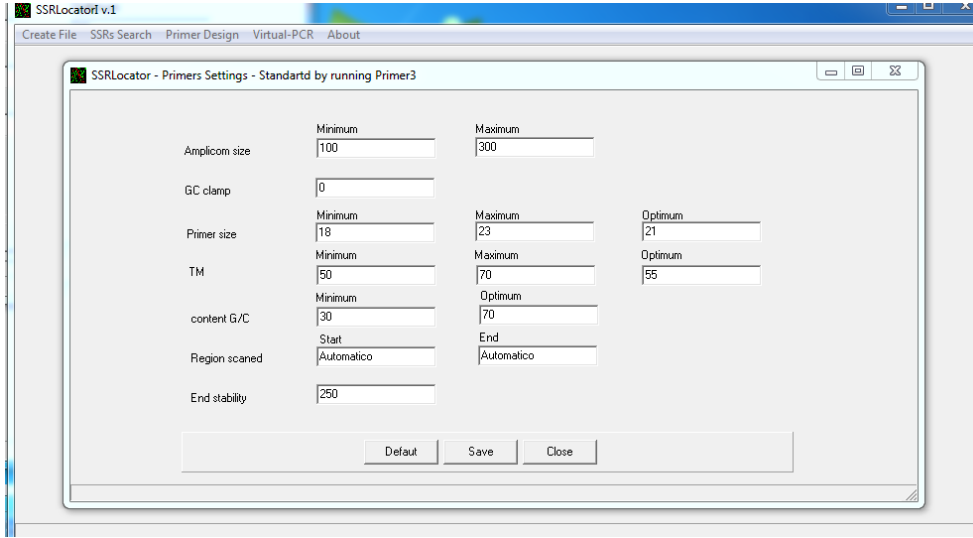 SSRLocatorI v.1
Create File SSRs Search Primer Design Virtual-PCR About
SSRLocator - Primers Settings - Standartd by running Primer3
Minimum Maximum
Amplicom size 100 300
GC clamp 0
Minimum Maximum Optimum
Primer size 18 23 21
Minimum Maximum Optimum
TM 50 70 55
Minimum Optimum
content G/C 30 70
Start End
Region scaned Automatico Automatico
End stability 250
Defaut Save Close